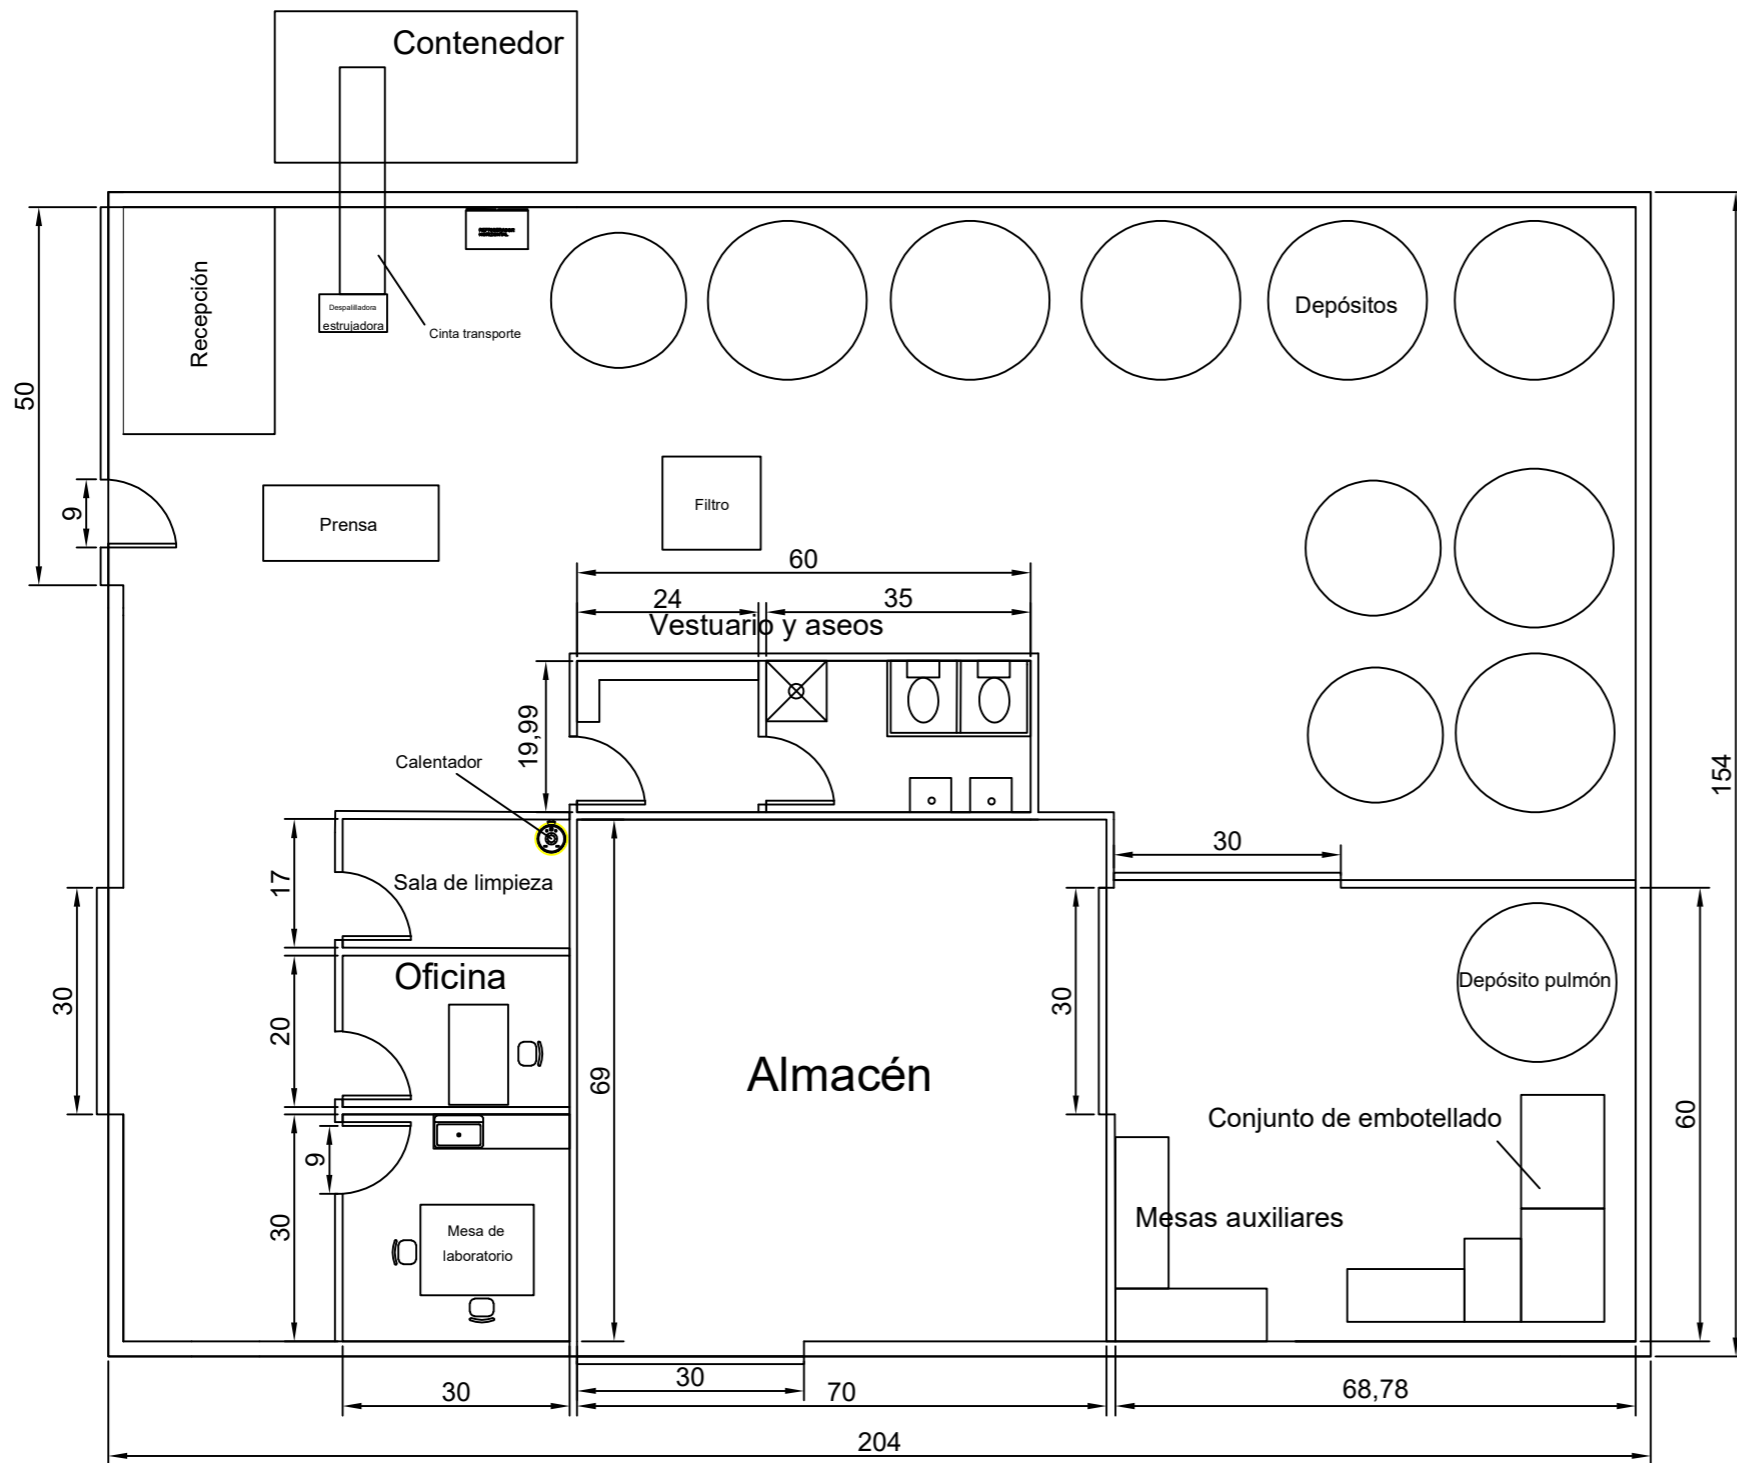 Contenedor
Recepción
Despalilladora
estrujadora
Cinta transporte
Depósitos
50
9
Prensa
Filtro
60
24
35
Vestuario y aseos
19,99
Calentador
154
30
17
Sala de limpieza
30
20
Oficina
30
69
Almacén
Depósito pulmón
Conjunto de embotellado
60
9
30
Mesa de
laboratorio
Mesas auxiliares
30
30
70
68,78
204